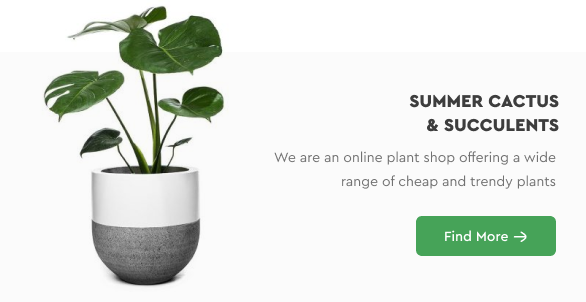 SUMMER CACTUS
& SUCCULENTS
We are an online plant shop offering a wide
range of cheap and trendy plants
Find More →